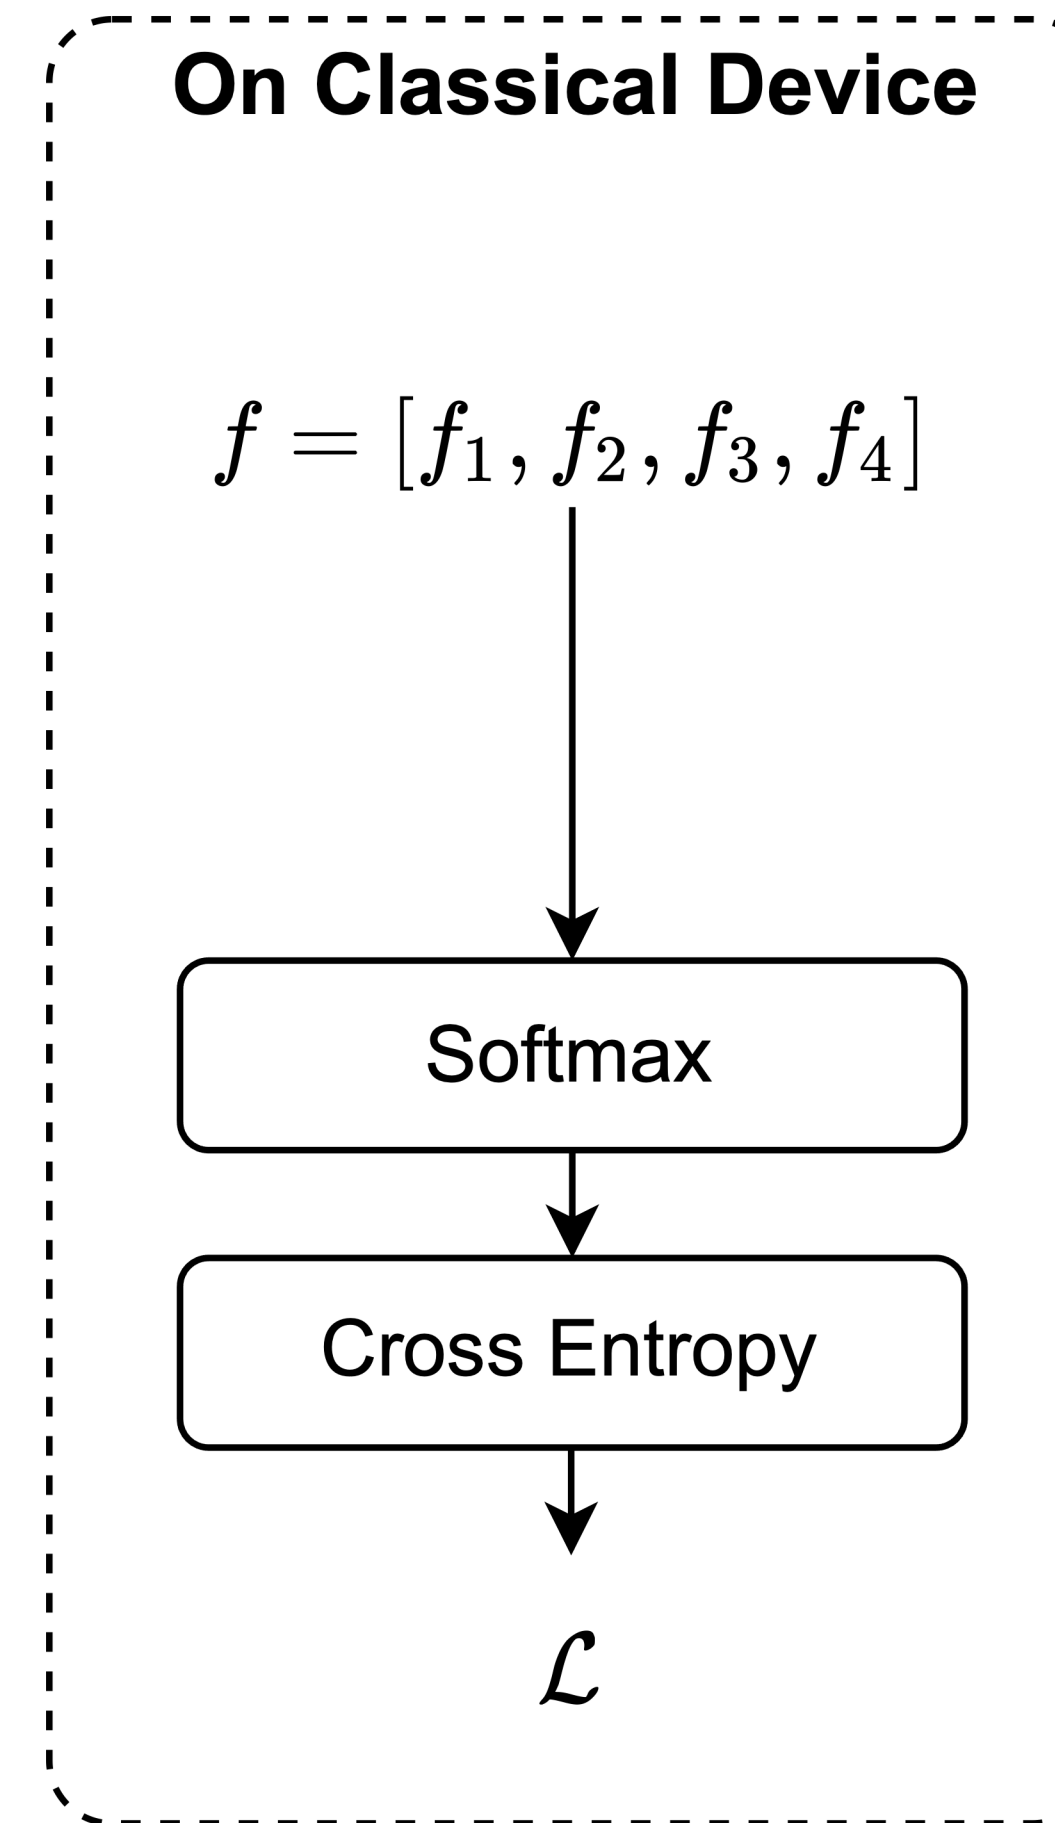 On Classical Device
f = [f₁, f₂, f₃, f₄]
Softmax
Cross Entropy
ℒ